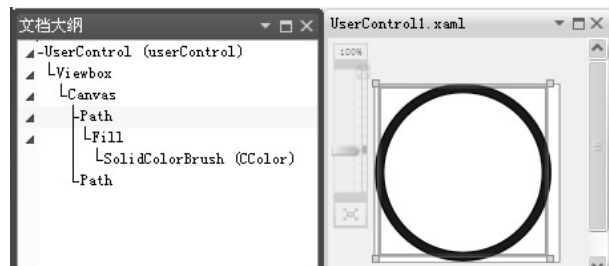 文档大纲
UserControl (userControl)
Viewbox
Canvas
Path
Fill
SolidColorBrush (CColor)
Path
UserControl1.xaml
100%